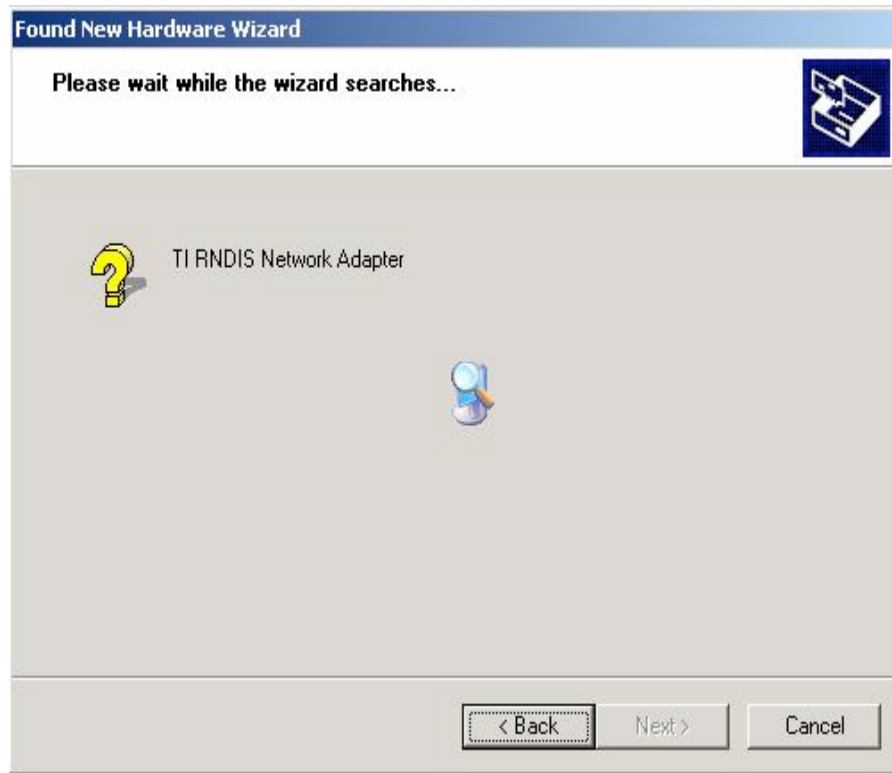 Found New Hardware Wizard
Please wait while the wizard searches...
TI RNDIS Network Adapter
< Back
Next >
Cancel